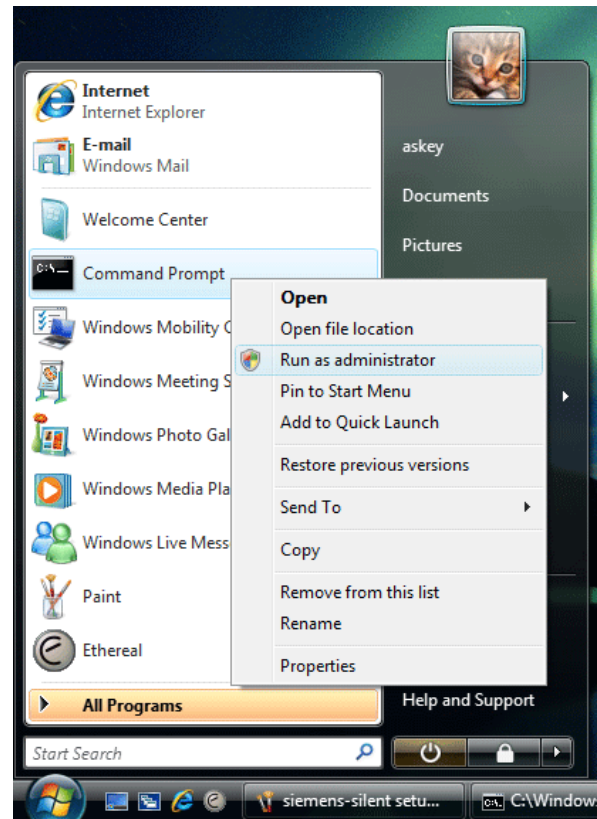 Internet
Internet Explorer
E-mail
Windows Mail
Welcome Center
Command Prompt
Windows Mobility C
Windows Meeting S
Windows Photo Gal
Windows Media Pla
Windows Live Mess
Paint
Ethereal
All Programs
Start Search
askey
Documents
Pictures
Open
Open file location
Run as administrator
Pin to Start Menu
Add to Quick Launch
Restore previous versions
Send To
Copy
Remove from this list
Rename
Properties
Help and Support
siemens-silent setu...
C:\Window